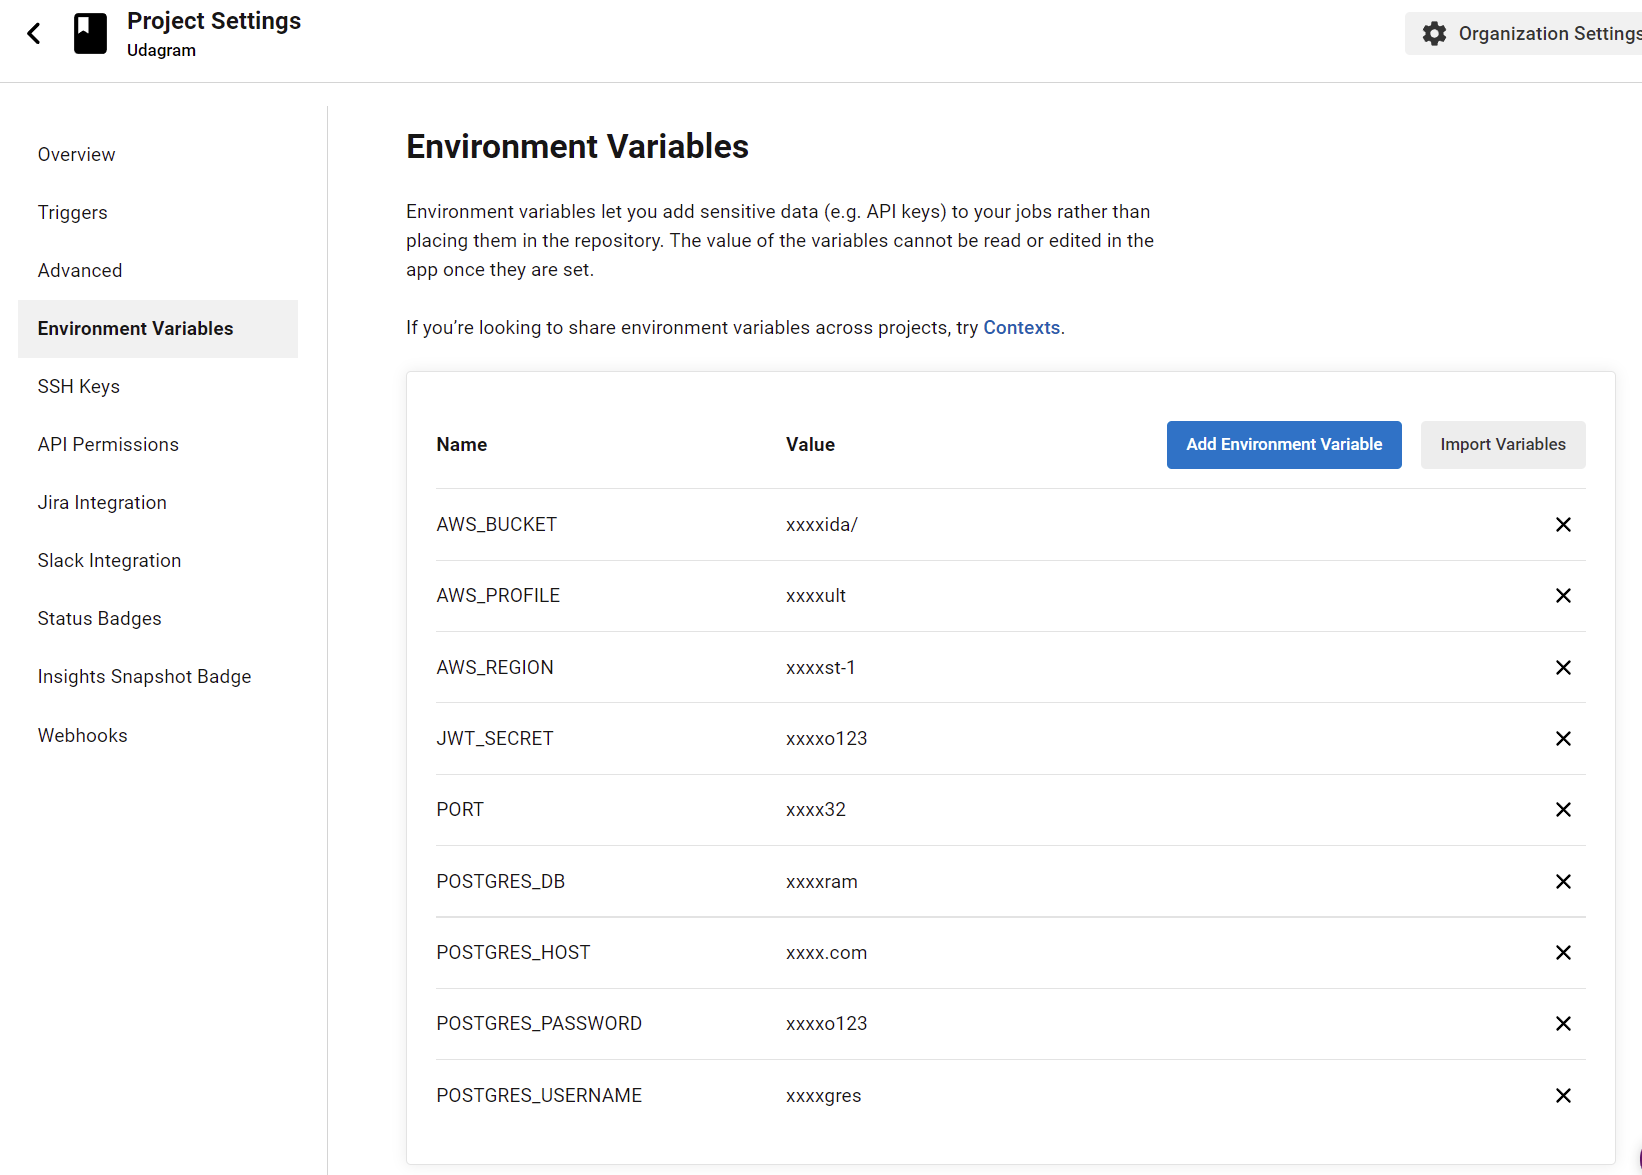 Project Settings
Udagram
Organization Settings
Overview
Triggers
Advanced
Environment Variables
SSH Keys
API Permissions
Jira Integration
Slack Integration
Status Badges
Insights Snapshot Badge
Webhooks
Environment Variables
Environment variables let you add sensitive data (e.g. API keys) to your jobs rather than
placing them in the repository. The value of the variables cannot be read or edited in the
app once they are set.
If you’re looking to share environment variables across projects, try Contexts.
Name Value Add Environment Variable Import Variables
AWS_BUCKET xxxxida/
AWS_PROFILE xxxxult
AWS_REGION xxxxst-1
JWT_SECRET xxxxo123
PORT xxxx32
POSTGRES_DB xxxxram
POSTGRES_HOST xxxx.com
POSTGRES_PASSWORD xxxxo123
POSTGRES_USERNAME xxxxgres